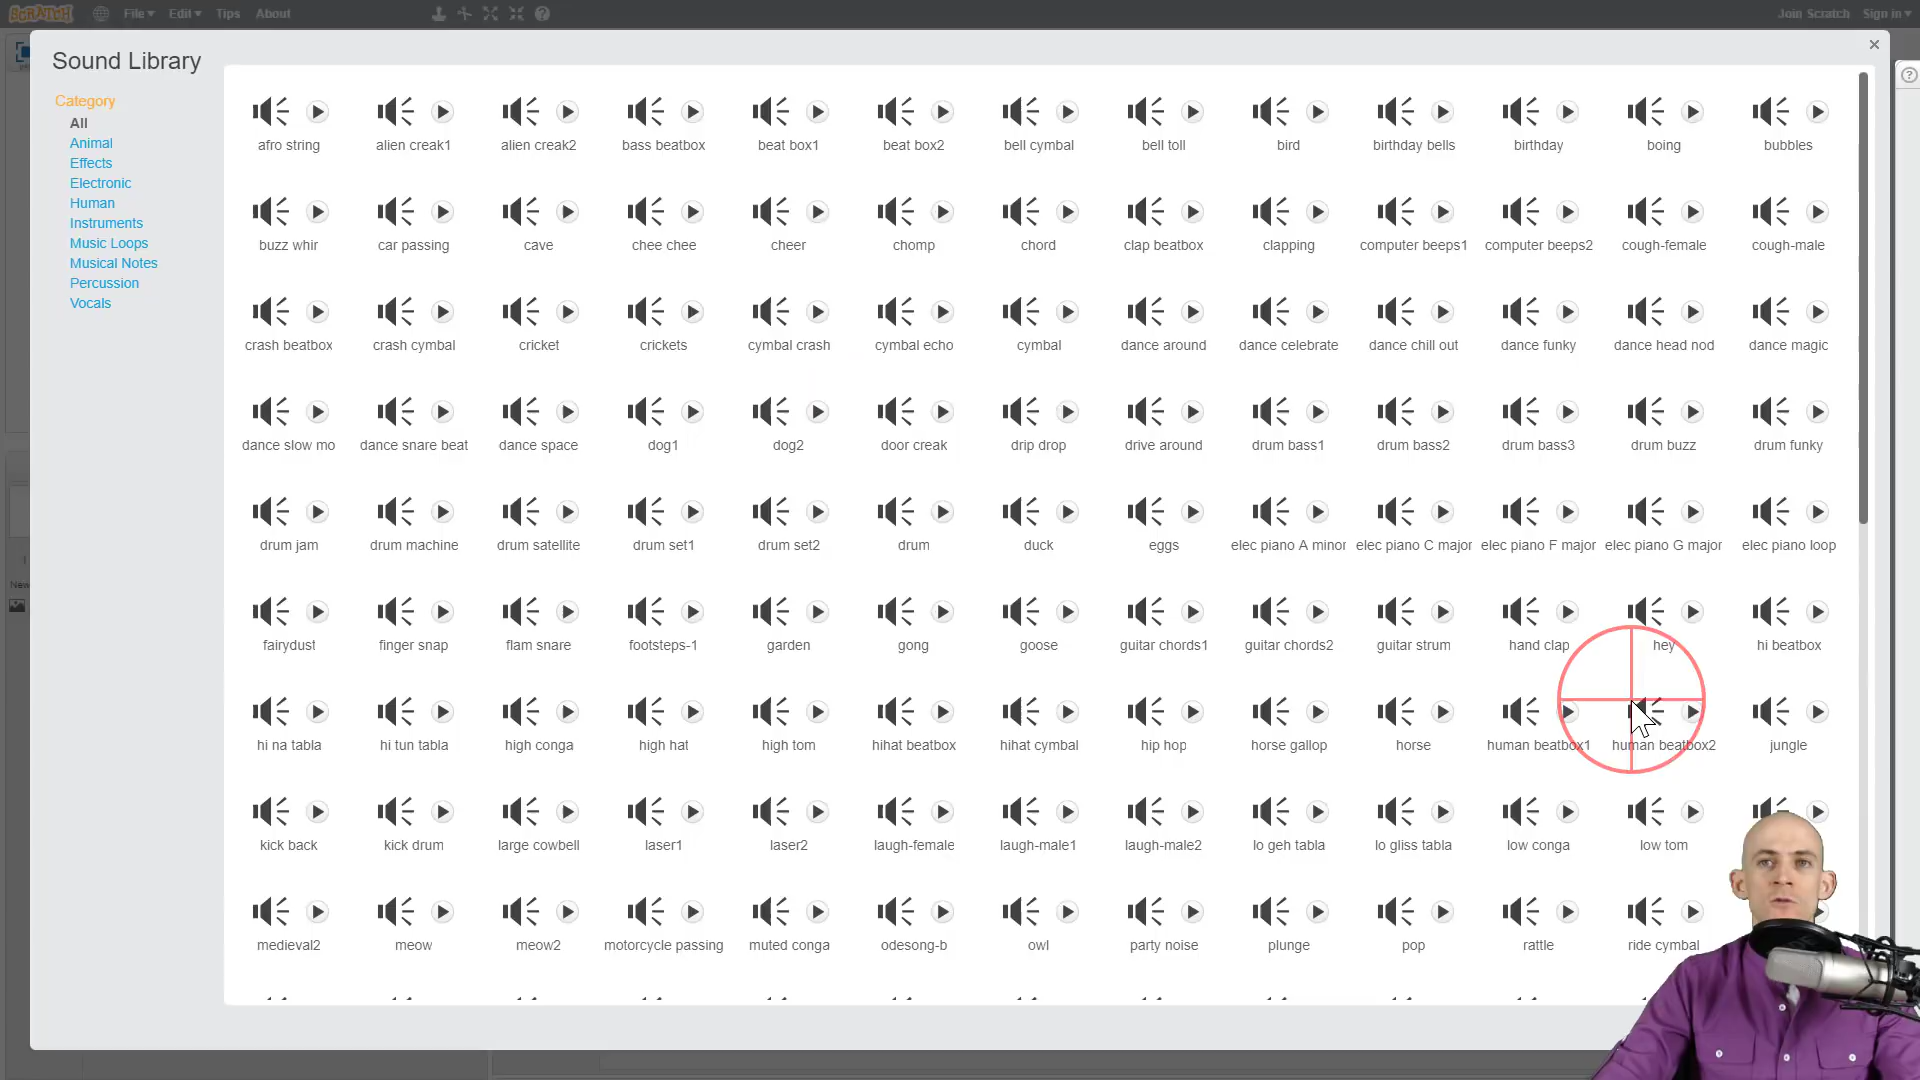 SCRATCH File Edit Tips About Join Scratch Sign in
Sound Library
Category
All
Animal
Effects
Electronic
Human
Instruments
Music Loops
Musical Notes
Percussion
Vocals
afro string alien creak1 alien creak2 bass beatbox beat box1 beat box2 bell cymbal bell toll bird birthday bells birthday boing bubbles
buzz whir car passing cave chee chee cheer chomp chord clap beatbox clapping computer beeps1 computer beeps2 cough-female cough-male
crash beatbox crash cymbal cricket crickets cymbal crash cymbal echo cymbal dance around dance celebrate dance chill out dance funky dance head nod dance magic
dance slow mo dance snare beat dance space dog1 dog2 door creak drip drop drive around drum bass1 drum bass2 drum bass3 drum buzz drum funky
drum jam drum machine drum satellite drum set1 drum set2 drum duck eggs elec piano A minor elec piano C major elec piano F major elec piano G major elec piano loop
fairydust finger snap flam snare footsteps-1 garden gong goose guitar chords1 guitar chords2 guitar strum hand clap hey hi beatbox
hi na tabla hi tun tabla high conga high hat high tom hihat beatbox hihat cymbal hip hop horse gallop horse human beatbox1 human beatbox2 jungle
kick back kick drum large cowbell laser1 laser2 laugh-female laugh-male1 laugh-male2 lo geh tabla lo gliss tabla low conga low tom
medieval2 meow meow2 motorcycle passing muted conga odesong-b owl party noise plunge pop rattle ride cymbal
New